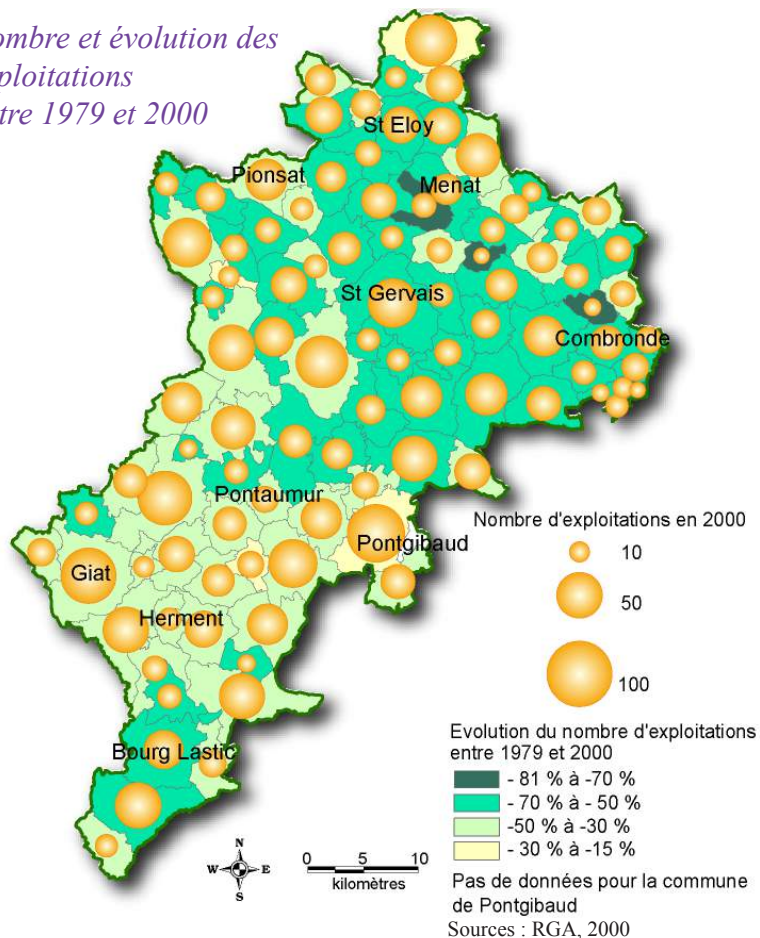 ombre et évolution des
ploitations
tre 1979 et 2000
St Eloy
Pionsat
Menat
St Gervais
Combronde
Pontaumur
Pontgibaud
Giat
Herment
Bourg Lastic
Nombre d'exploitations en 2000
10
50
100
Evolution du nombre d'exploitations
entre 1979 et 2000
- 81 % à -70 %
- 70 % à - 50 %
-50 % à -30 %
- 30 % à -15 %
N
W E
S
0 5 10
kilomètres
Pas de données pour la commune
de Pontgibaud
Sources : RGA, 2000